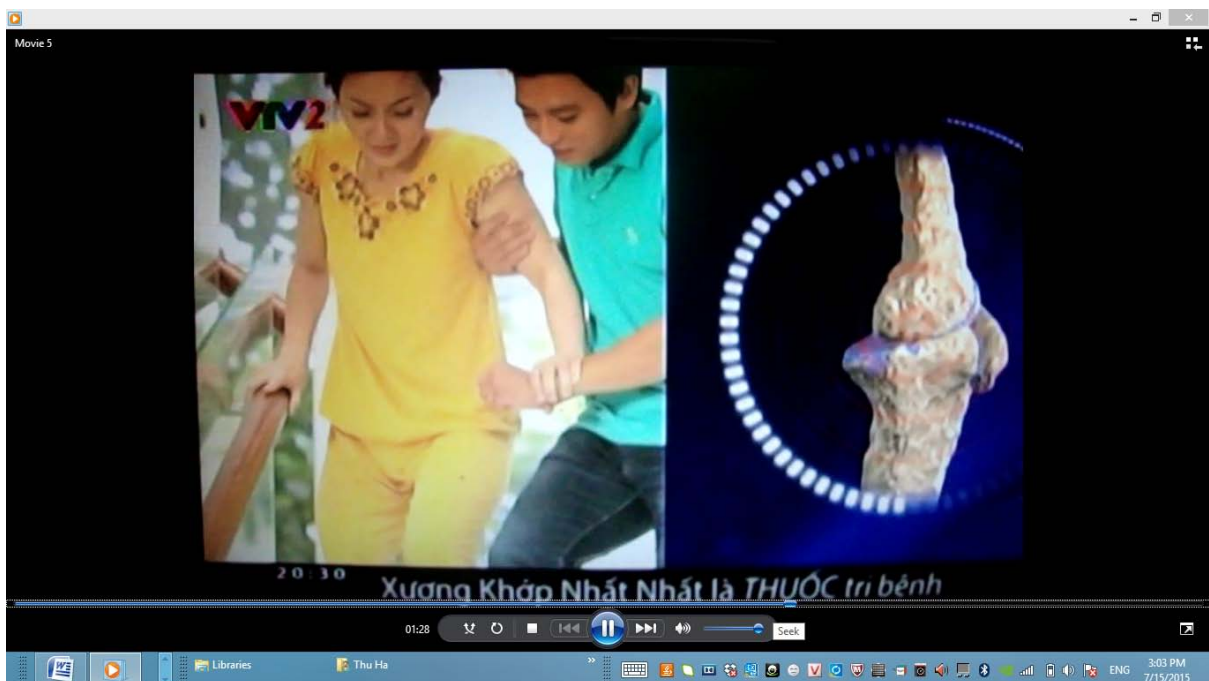 Movie 5
VTV2
20:30
Xương Khớp Nhất Nhất là THUỐC trị bệnh
01:28
Seek
Libraries
Thu Ha
ENG
3:03 PM
7/15/2015